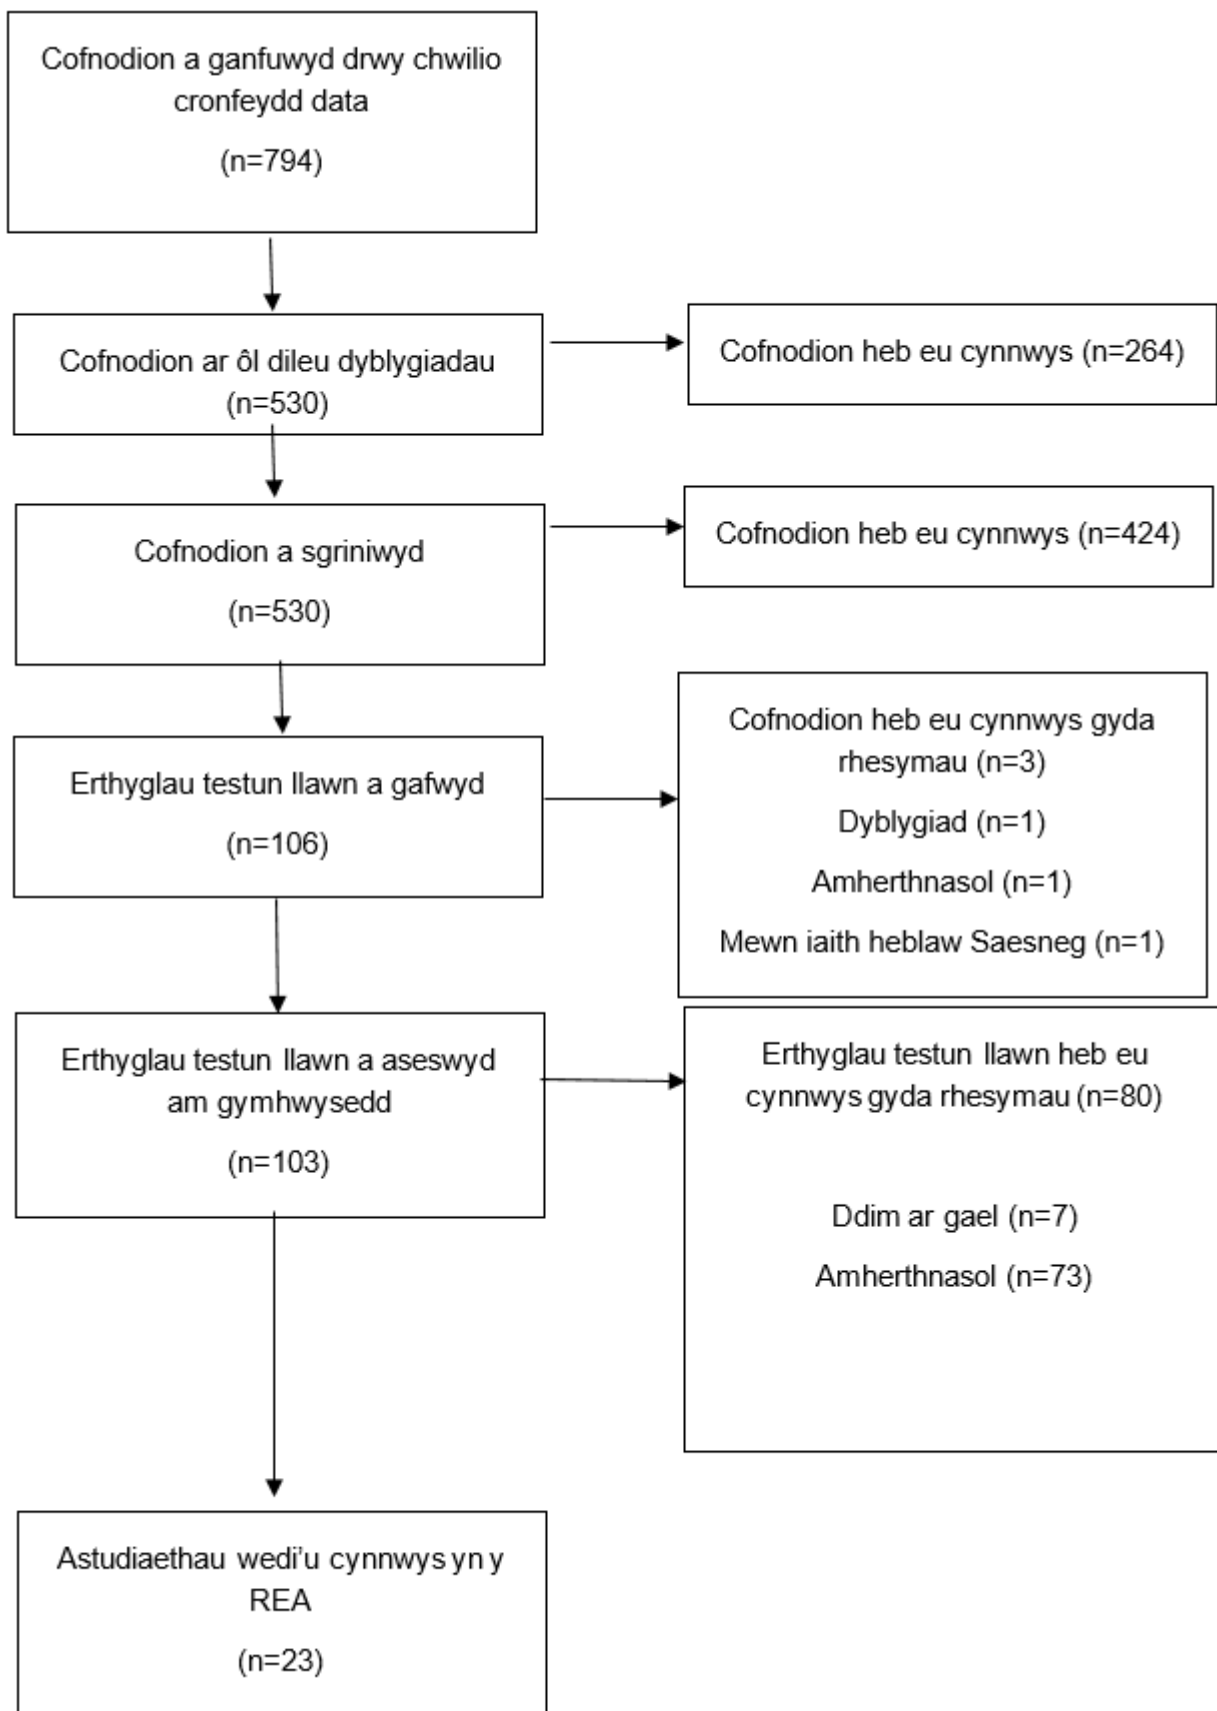 Cofnodion a ganfuwyd drwy chwilio
cronfeydd data
(n=794)
Cofnodion ar ôl dileu dyblygiadau
(n=530)
Cofnodion heb eu cynnwys (n=264)
Cofnodion a sgriniwyd
(n=530)
Cofnodion heb eu cynnwys (n=424)
Erthyglau testun llawn a gafwyd
(n=106)
Cofnodion heb eu cynnwys gyda
rhesymau (n=3)
Dyblygiad (n=1)
Amherthnasol (n=1)
Mewn iaith heblaw Saesneg (n=1)
Erthyglau testun llawn a aseswyd
am gymhwysedd
(n=103)
Erthyglau testun llawn heb eu
cynnwys gyda rhesymau (n=80)
Ddim ar gael (n=7)
Amherthnasol (n=73)
Astudiaethau wedi’u cynnwys yn y
REA
(n=23)